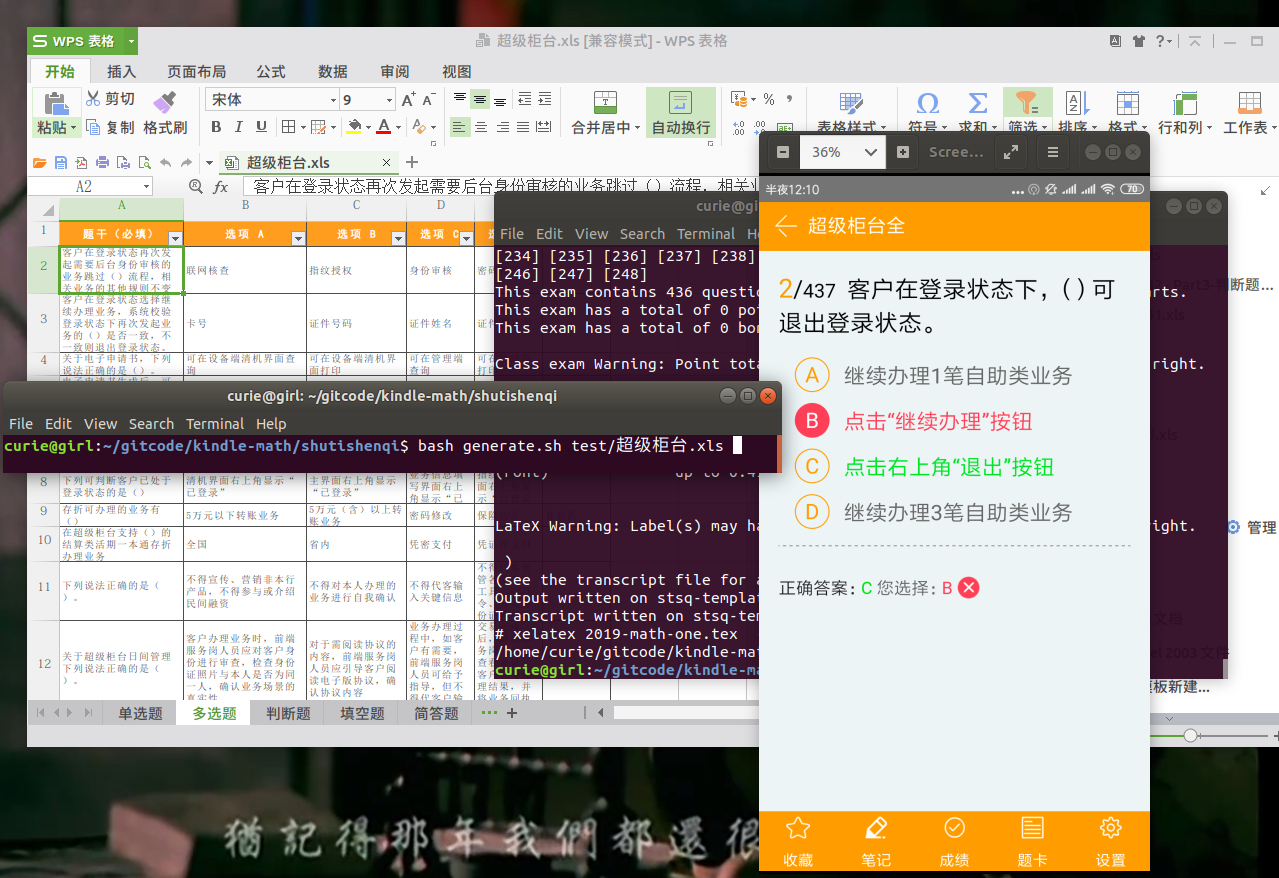 WPS 表格
超级柜台.xls [兼容模式] - WPS 表格
开始 插入 页面布局 公式 数据 审阅 视图
粘贴 剪切 复制 格式刷
宋体 9
B I U
合并居中 自动换行
表格样式 符号 求和 筛选 排序 格式 行和列 工作表
超级柜台.xls
A2 fx 客户在登录状态再次发起需要后台身份审核的业务跳过（）流程，相关业
A B C D
1 题干（必填） 选项 A 选项 B 选项 C
2 客户在登录状态再次发
起需要后台身份审核的
业务跳过（）流程，相
关业务的其他规则不变
联网核查 指纹授权 身份审核
3 客户在登录状态选择继
续办理业务，系统校验
登录状态下再次发起业
务的（）是否一致，不
一致则退出登录状态。
卡号 证件号码 证件姓名
4 关于电子申请书，下列
说法正确的是（）。
可在设备端清机界面查
询
可在设备端清机界
面打印
可在管理端
查询
8 下列可判断客户已处于
登录状态的是（）
清机界面右上角显示“
已登录”
界面右上角显示
“已登录”
业务信息填
写界面右上
角显示“已
9 存折可办理的业务有
（）
5万元以下转账业务
5万元（含）以上转
账业务
密码修改
10 在超级柜台支持（）的
结算类活期一本通存折
办理业务
全国 省内 凭密支付
11 下列说法正确的是（
）。
不得宣传、营销非本行
产品，不得参与或介绍
民间融资
不得对本人办理的
业务进行自我确认
不得代客输
入关键信息
12 关于超级柜台日间管理
下列说法正确的是（
）。
客户办理业务时，前端
服务岗人员应对客户身
份进行审查，检查身份
证照片与本人是否为同
一人，确认业务场景的
真实性
对于需阅读协议的
内容，前端服务岗
人员应引导客户阅
读电子版协议，确
认协议内容
业务办理过
程中，如客
户有需要，
前端服务岗
人员可给予
指导，但不
得代客户输
单选题 多选题 判断题 填空题 简答题
curie@gi
File Edit View Search Terminal He
[234] [235] [236] [237] [238]
[246] [247] [248]
This exam contains 436 questio
This exam has a total of 0 poi
This exam has a total of 0 bon
Class exam Warning: Point tota
LaTeX Warning: Label(s) may ha
)
(see the transcript file for a
Output written on stsq-templat
Transcript written on stsq-tem
# xelatex 2019-math-one.tex
/home/curie/gitcode/kindle-mat
curie@girl:~/gitcode/kindle-ma
arts.
right.
right.
管理
curie@girl: ~/gitcode/kindle-math/shutishenqi
File Edit View Search Terminal Help
curie@girl:~/gitcode/kindle-math/shutishenqi$ bash generate.sh test/超级柜台.xls
36% Scree...
半夜12:10 70
超级柜台全
2/437 客户在登录状态下，( ) 可
退出登录状态。
A 继续办理1笔自助类业务
B 点击“继续办理”按钮
C 点击右上角“退出”按钮
D 继续办理3笔自助类业务
正确答案：C 您选择：B
收藏 笔记 成绩 题卡 设置
猶記得那年我們都還很